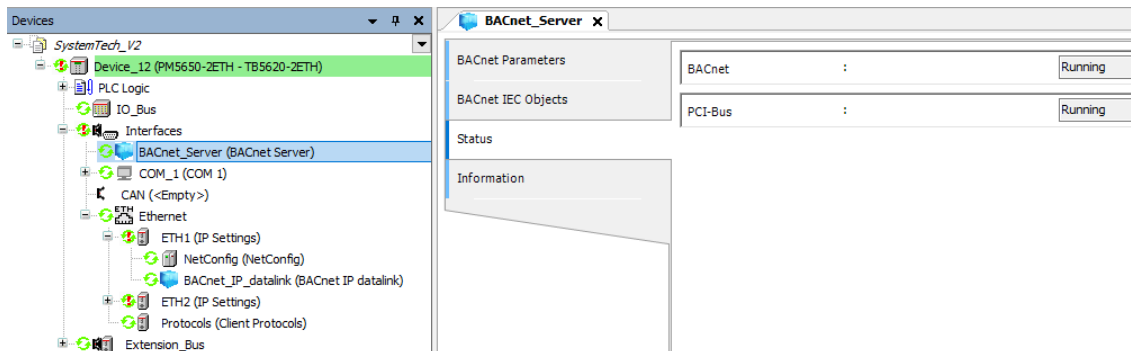 Devices
SystemTech_V2
Device_12 (PM5650-2ETH - TB5620-2ETH)
PLC Logic
IO_Bus
Interfaces
BACnet_Server (BACnet Server)
COM_1 (COM 1)
CAN (<Empty>)
ETH
Ethernet
ETH1 (IP Settings)
NetConfig (NetConfig)
BACnet_IP_datalink (BACnet IP datalink)
ETH2 (IP Settings)
Protocols (Client Protocols)
Extension_Bus
BACnet_Server
BACnet Parameters
BACnet IEC Objects
Status
Information
BACnet : Running
PCI-Bus : Running